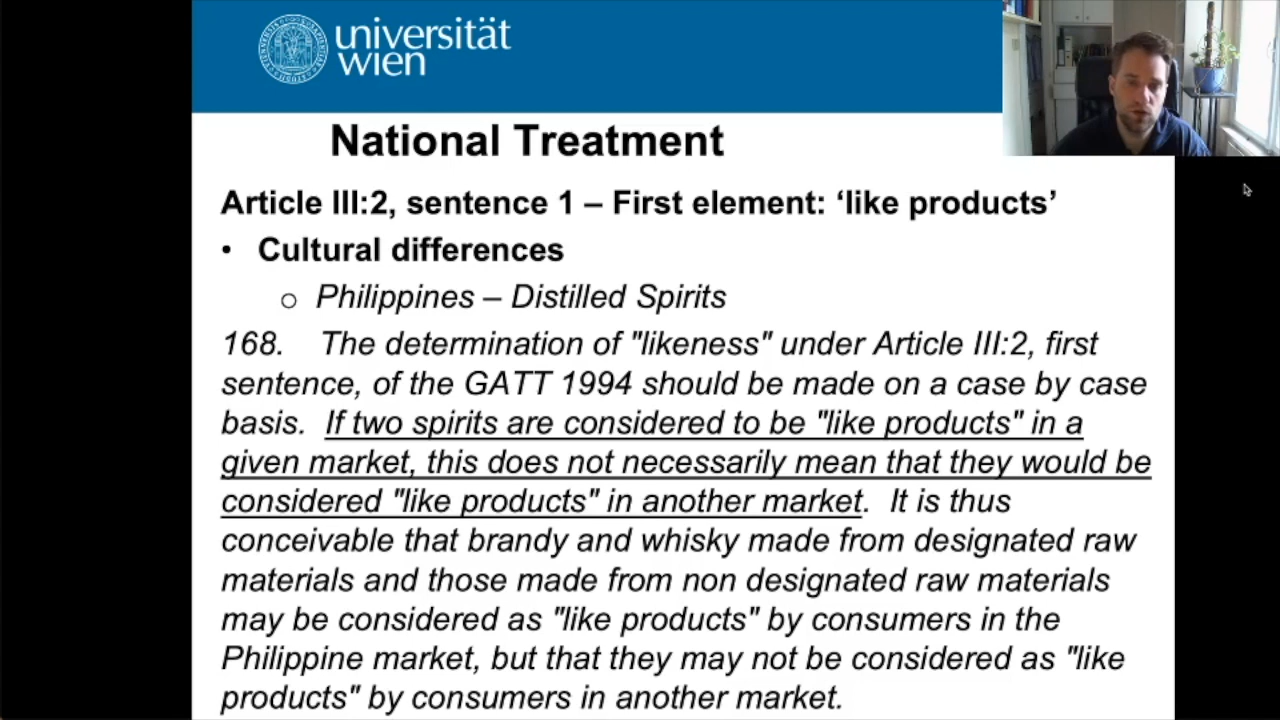 universität
wien
National Treatment
Article III:2, sentence 1 – First element: ‘like products’
• Cultural differences
o Philippines – Distilled Spirits
168. The determination of "likeness" under Article III:2, first
sentence, of the GATT 1994 should be made on a case by case
basis. If two spirits are considered to be "like products" in a
given market, this does not necessarily mean that they would be
considered "like products" in another market. It is thus
conceivable that brandy and whisky made from designated raw
materials and those made from non designated raw materials
may be considered as "like products" by consumers in the
Philippine market, but that they may not be considered as "like
products" by consumers in another market.